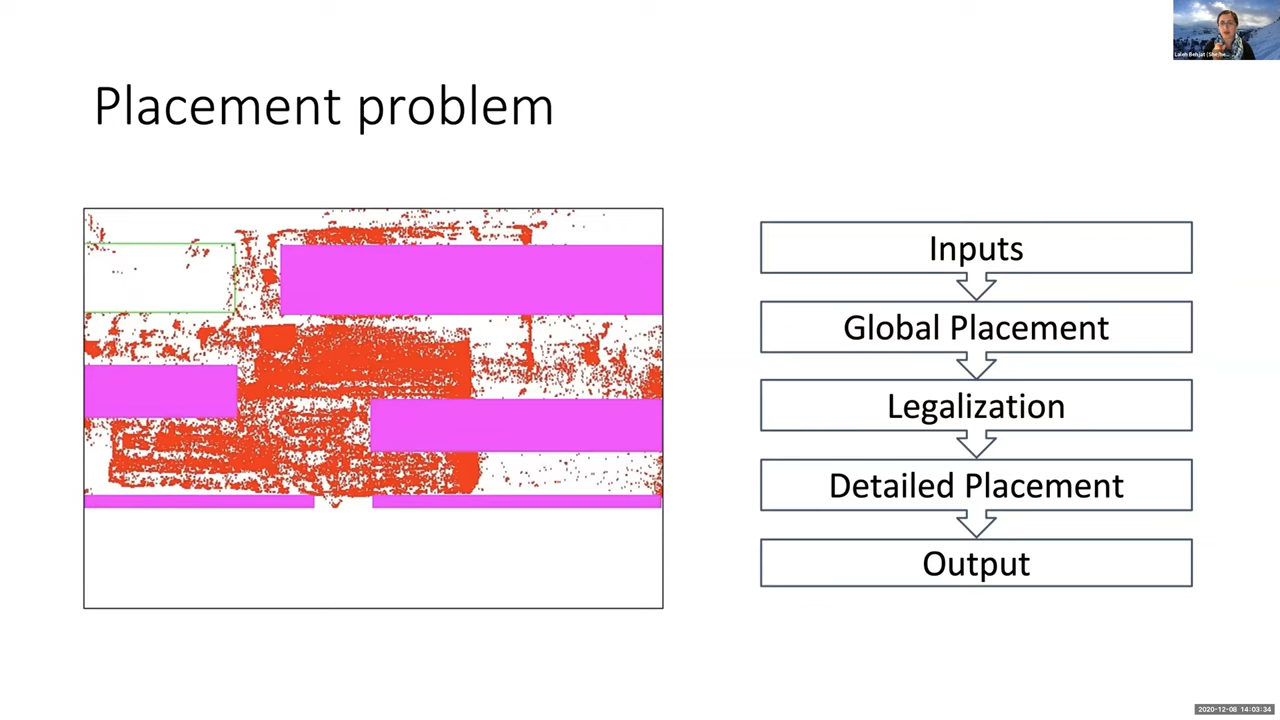 Placement problem
Inputs
Global Placement
Legalization
Detailed Placement
Output
2020-12-08 14:03:34